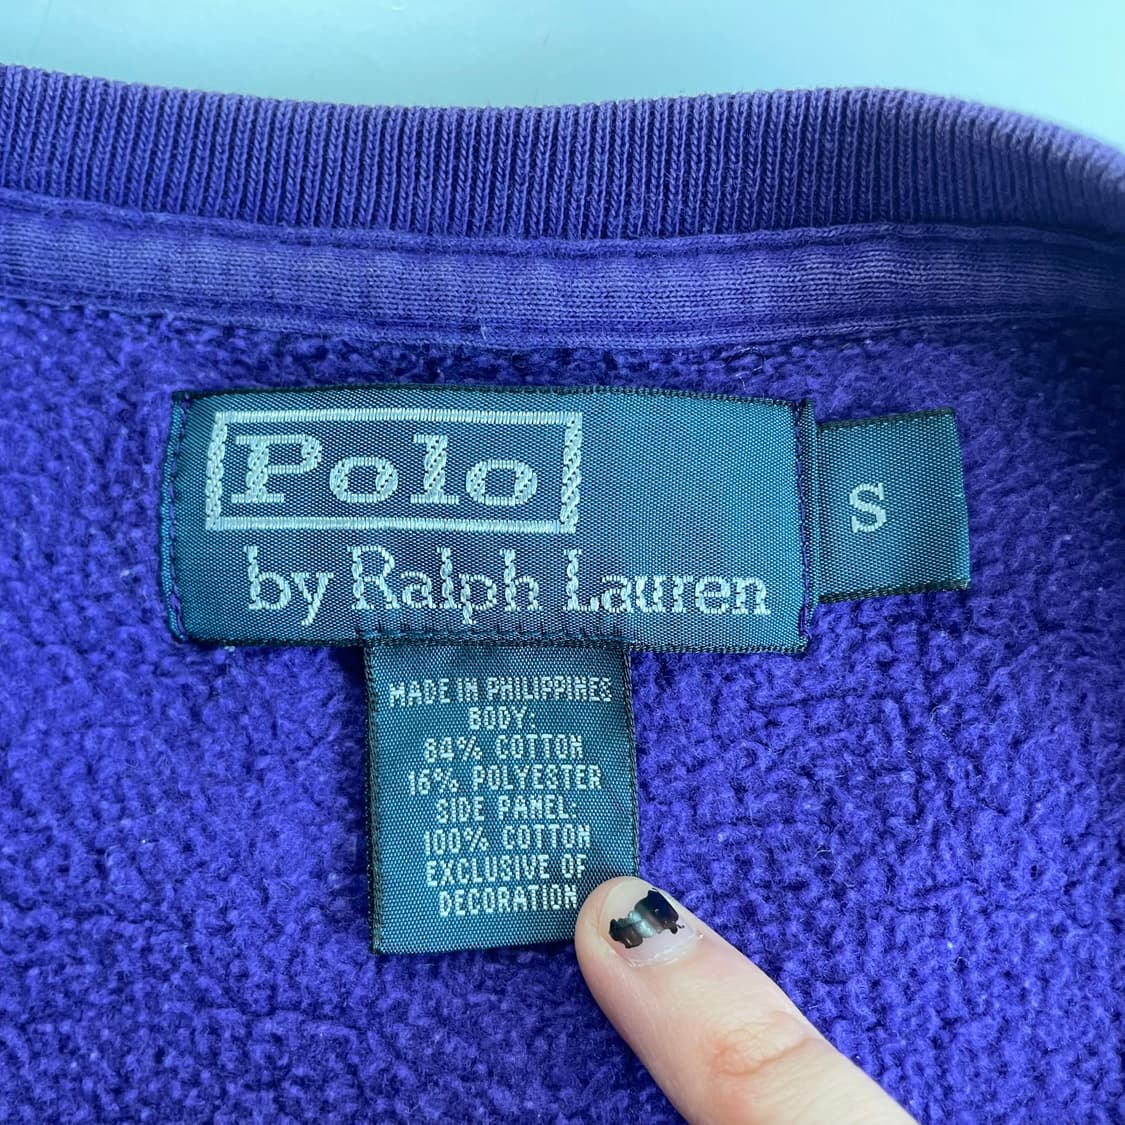 Polo
by Ralph Lauren
S
MADE IN PHILIPPINES
BODY:
84% COTTON
16% POLYESTER
SIDE PANEL:
100% COTTON
EXCLUSIVE OF
DECORATION